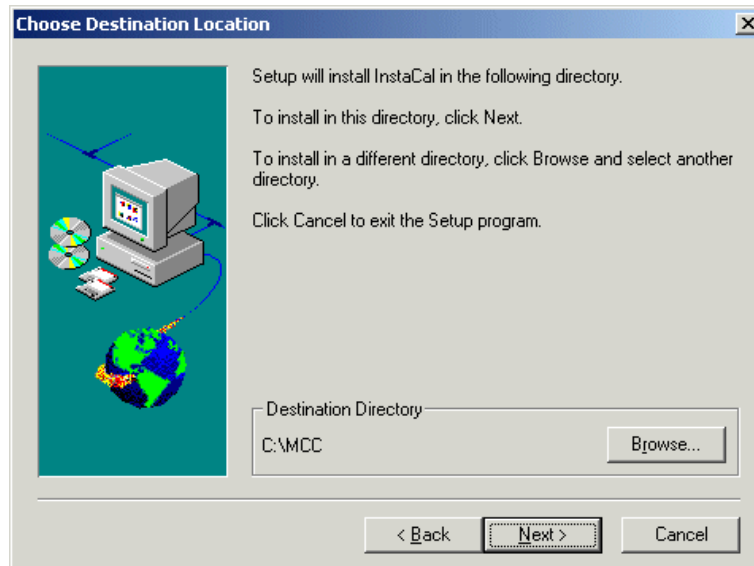 Choose Destination Location
Setup will install InstaCal in the following directory.
To install in this directory, click Next.
To install in a different directory, click Browse and select another
directory.
Click Cancel to exit the Setup program.
Destination Directory
C:\MCC
Browse...
< Back
Next >
Cancel